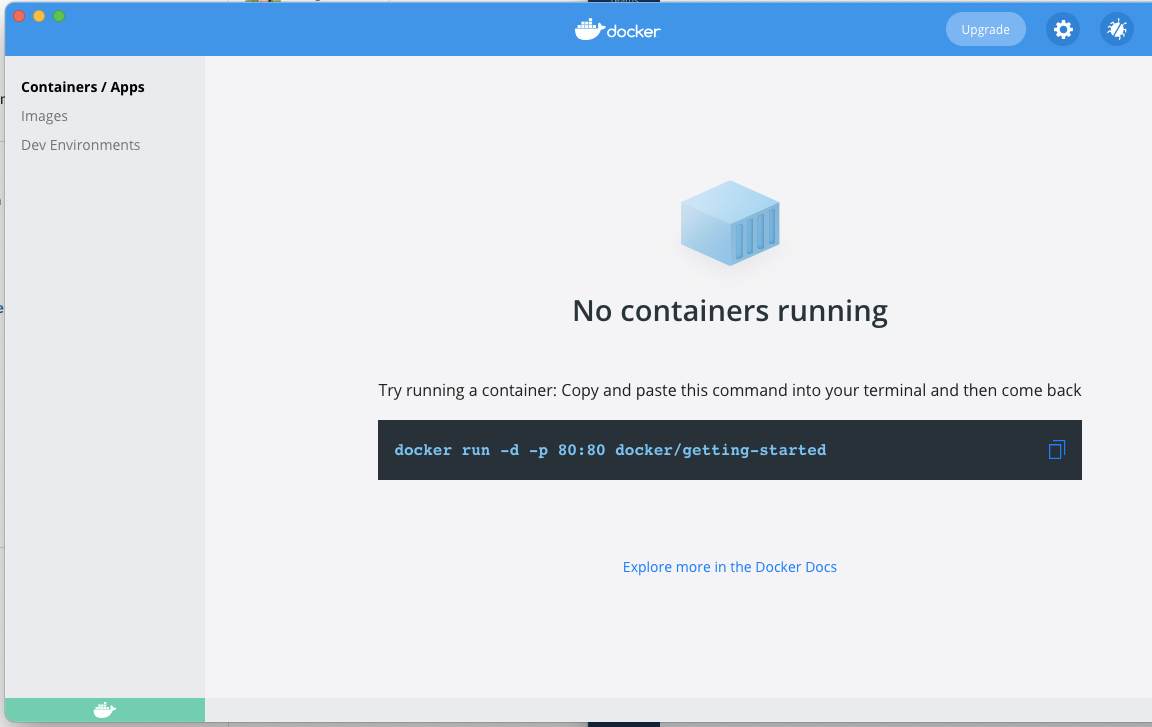 docker
Upgrade
Containers / Apps
Images
Dev Environments
No containers running
Try running a container: Copy and paste this command into your terminal and then come back
docker run -d -p 80:80 docker/getting-started
Explore more in the Docker Docs